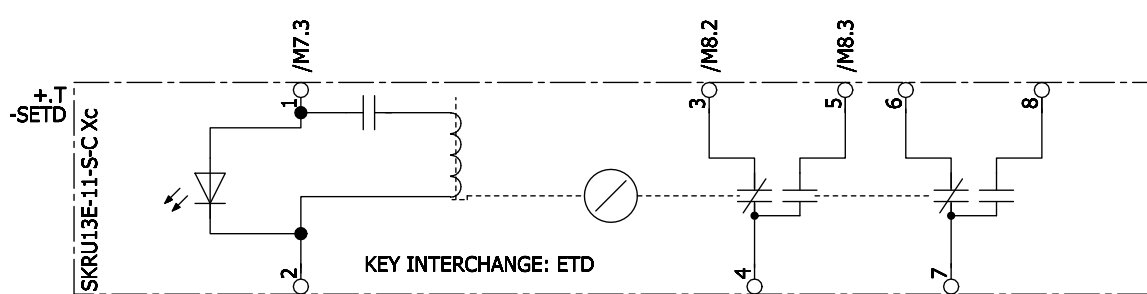 /M7.3
/M8.2
/M8.3
+.T
-SETD
SKRU13E-11-S-C Xc
1
3
5
6
8
KEY INTERCHANGE: ETD
2
4
7